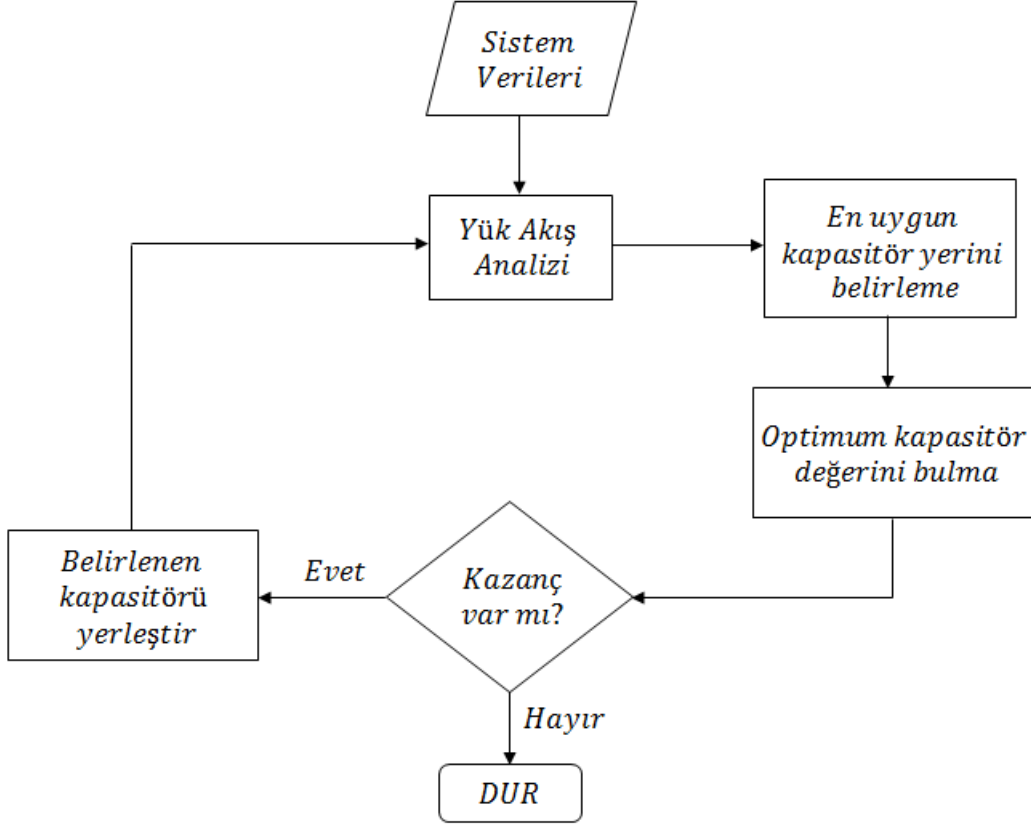 Sistem
Verileri
Yük Akış
Analizi
En uygun
kapasitör yerini
belirleme
Optimum kapasitör
değerini bulma
Kazanç
var mı?
Evet
Belirlenen
kapasitörü
yerleştir
Hayır
DUR